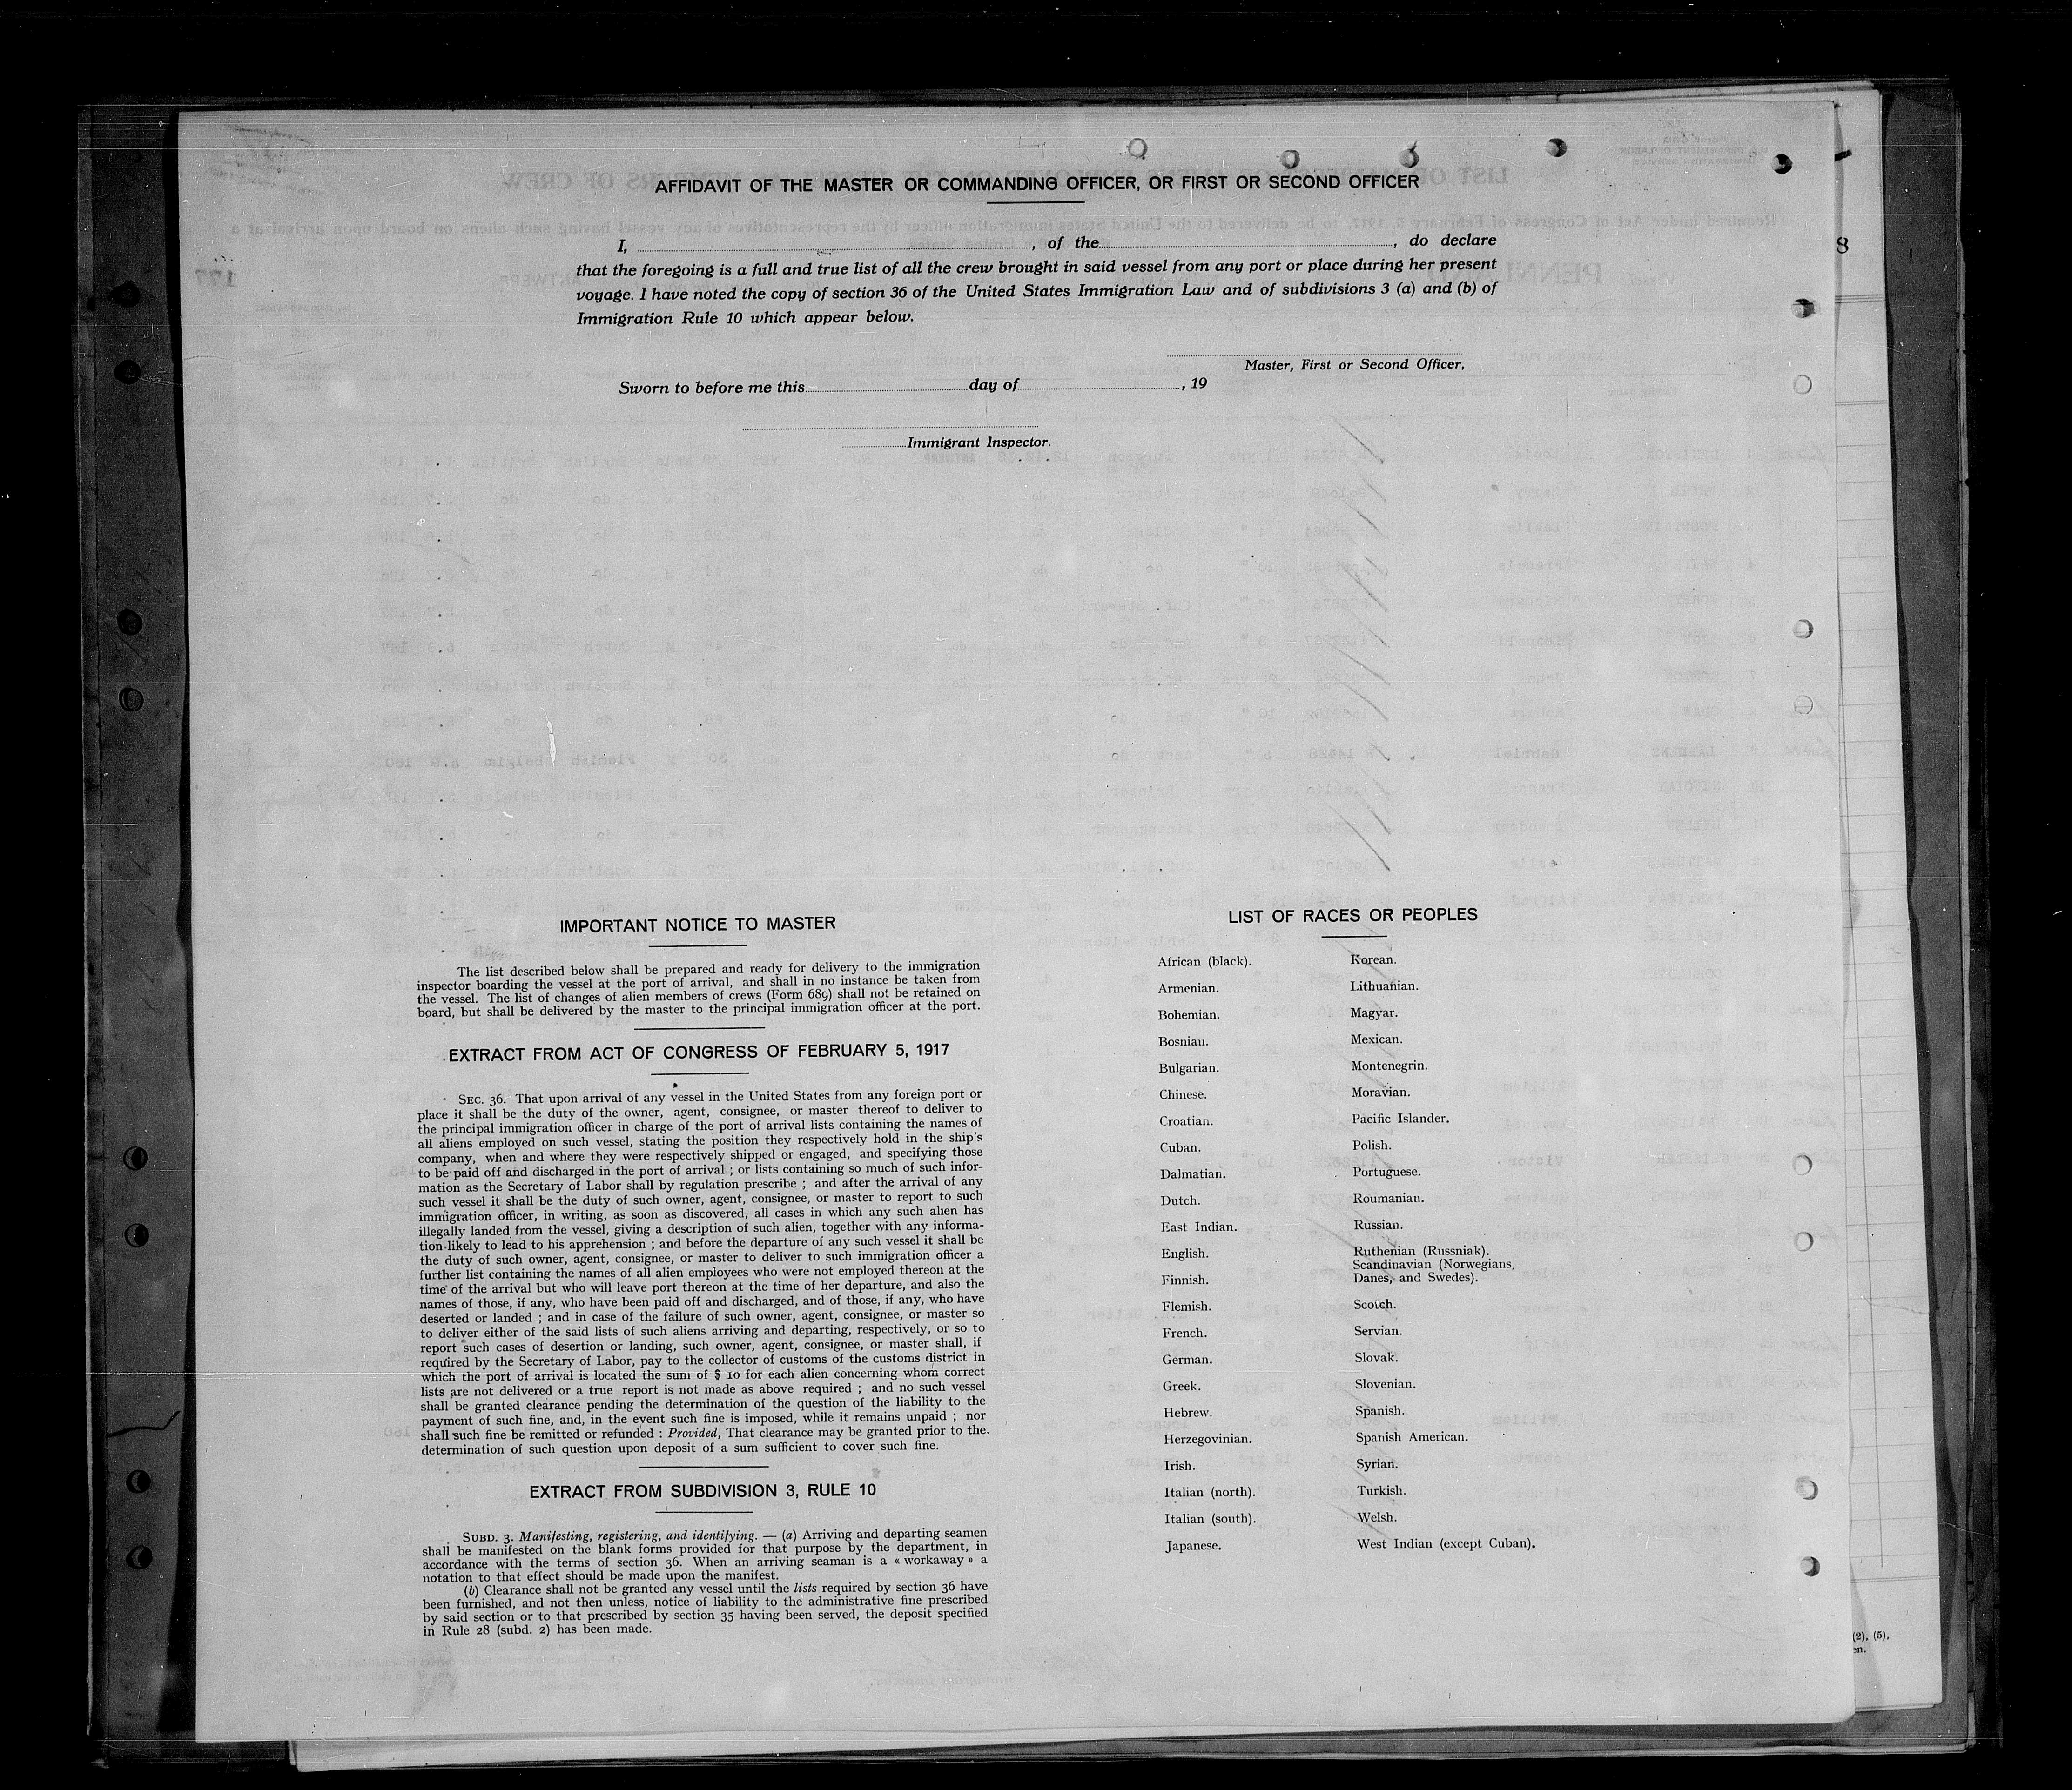 AFFIDAVIT OF THE MASTER OR COMMANDING OFFICER, OR FIRST OR SECOND OFFICER
I, , of the , do declare
that the foregoing is a full and true list of all the crew brought in said vessel from any port or place during her present
voyage. I have noted the copy of section 36 of the United States Immigration Law and of subdivisions 3 (a) and (b) of
Immigration Rule 10 which appear below.
Master, First or Second Officer,
Sworn to before me this day of , 19
Immigrant Inspector.
IMPORTANT NOTICE TO MASTER
The list described below shall be prepared and ready for delivery to the immigration
inspector boarding the vessel at the port of arrival, and shall in no instance be taken from
the vessel. The list of changes of alien members of crews (Form 689) shall not be retained on
board, but shall be delivered by the master to the principal immigration officer at the port.
EXTRACT FROM ACT OF CONGRESS OF FEBRUARY 5, 1917
SEC. 36. That upon arrival of any vessel in the United States from any foreign port or
place it shall be the duty of the owner, agent, consignee, or master thereof to deliver to
the principal immigration officer in charge of the port of arrival lists containing the names of
all aliens employed on such vessel, stating the position they respectively hold in the ship's
company, when and where they were respectively shipped or engaged, and specifying those
to be paid off and discharged in the port of arrival ; or lists containing so much of such infor-
mation as the Secretary of Labor shall by regulation prescribe ; and after the arrival of any
such vessel it shall be the duty of such owner, agent, consignee, or master to report to such
immigration officer, in writing, as soon as discovered, all cases in which any such alien has
illegally landed from the vessel, giving a description of such alien, together with any informa-
tion likely to lead to his apprehension ; and before the departure of any such vessel it shall be
the duty of such owner, agent, consignee, or master to deliver to such immigration officer a
further list containing the names of all alien employees who were not employed thereon at the
time of the arrival but who will leave port thereon at the time of her departure, and also the
names of those, if any, who have been paid off and discharged, and of those, if any, who have
deserted or landed ; and in case of the failure of such owner, agent, consignee, or master so
to deliver either of the said lists of such aliens arriving and departing, respectively, or so to
report such cases of desertion or landing, such owner, agent, consignee, or master shall, if
required by the Secretary of Labor, pay to the collector of customs of the customs district in
which the port of arrival is located the sum of $ 10 for each alien concerning whom correct
lists are not delivered or a true report is not made as above required ; and no such vessel
shall be granted clearance pending the determination of the question of the liability to the
payment of such fine, and, in the event such fine is imposed, while it remains unpaid ; nor
shall such fine be remitted or refunded : Provided, That clearance may be granted prior to the
determination of such question upon deposit of a sum sufficient to cover such fine.
EXTRACT FROM SUBDIVISION 3, RULE 10
SUBD. 3. Manifesting, registering, and identifying. — (a) Arriving and departing seamen
shall be manifested on the blank forms provided for that purpose by the department, in
accordance with the terms of section 36. When an arriving seaman is a « workaway » a
notation to that effect should be made upon the manifest.
(b) Clearance shall not be granted any vessel until the lists required by section 36 have
been furnished, and not then unless, notice of liability to the administrative fine prescribed
by said section or to that prescribed by section 35 having been served, the deposit specified
in Rule 28 (subd. 2) has been made.
LIST OF RACES OR PEOPLES
African (black).
Armenian.
Bohemian.
Bosnian.
Bulgarian.
Chinese.
Croatian.
Cuban.
Dalmatian.
Dutch.
East Indian.
English.
Finnish.
Flemish.
French.
German.
Greek.
Hebrew.
Herzegovinian.
Irish.
Italian (north).
Italian (south).
Japanese.
Korean.
Lithuanian.
Magyar.
Mexican.
Montenegrin.
Moravian.
Pacific Islander.
Polish.
Portuguese.
Roumanian.
Russian.
Ruthenian (Russniak).
Scandinavian (Norwegians,
Danes, and Swedes).
Scotch.
Servian.
Slovak.
Slovenian.
Spanish.
Spanish American.
Syrian.
Turkish.
Welsh.
West Indian (except Cuban).
8
(2), (5),
en.